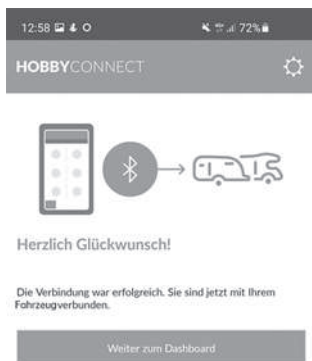 12:58 72%
HOBBYCONNECT
Herzlich Glückwunsch!
Die Verbindung war erfolgreich. Sie sind jetzt mit Ihrem
Fahrzeugverbunden.
Weiter zum Dashboard